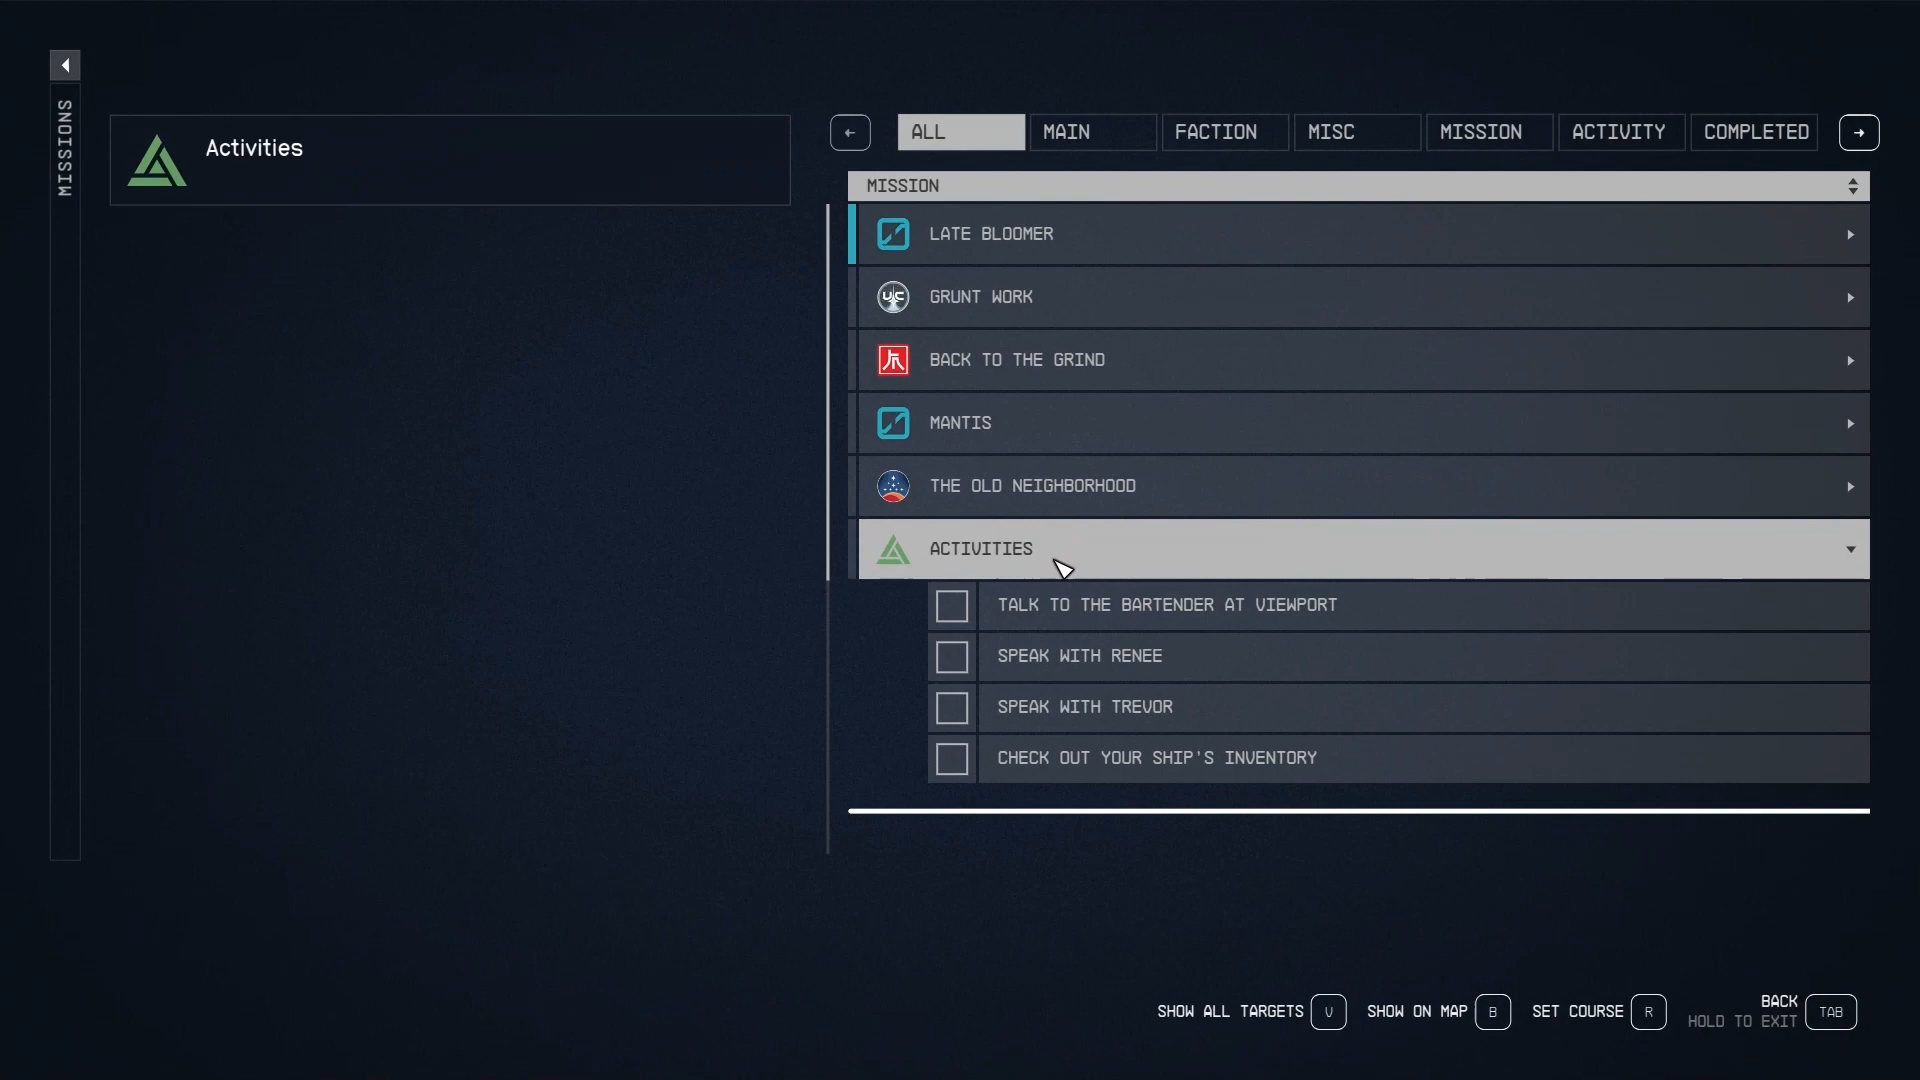 MISSIONS
Activities
ALL
MAIN
FACTION
MISC
MISSION
ACTIVITY
COMPLETED
MISSION
LATE BLOOMER
UC
GRUNT WORK
BACK TO THE GRIND
MANTIS
THE OLD NEIGHBORHOOD
ACTIVITIES
TALK TO THE BARTENDER AT VIEWPORT
SPEAK WITH RENEE
SPEAK WITH TREVOR
CHECK OUT YOUR SHIP'S INVENTORY
SHOW ALL TARGETS V
SHOW ON MAP B
SET COURSE R
BACK
HOLD TO EXIT
TAB